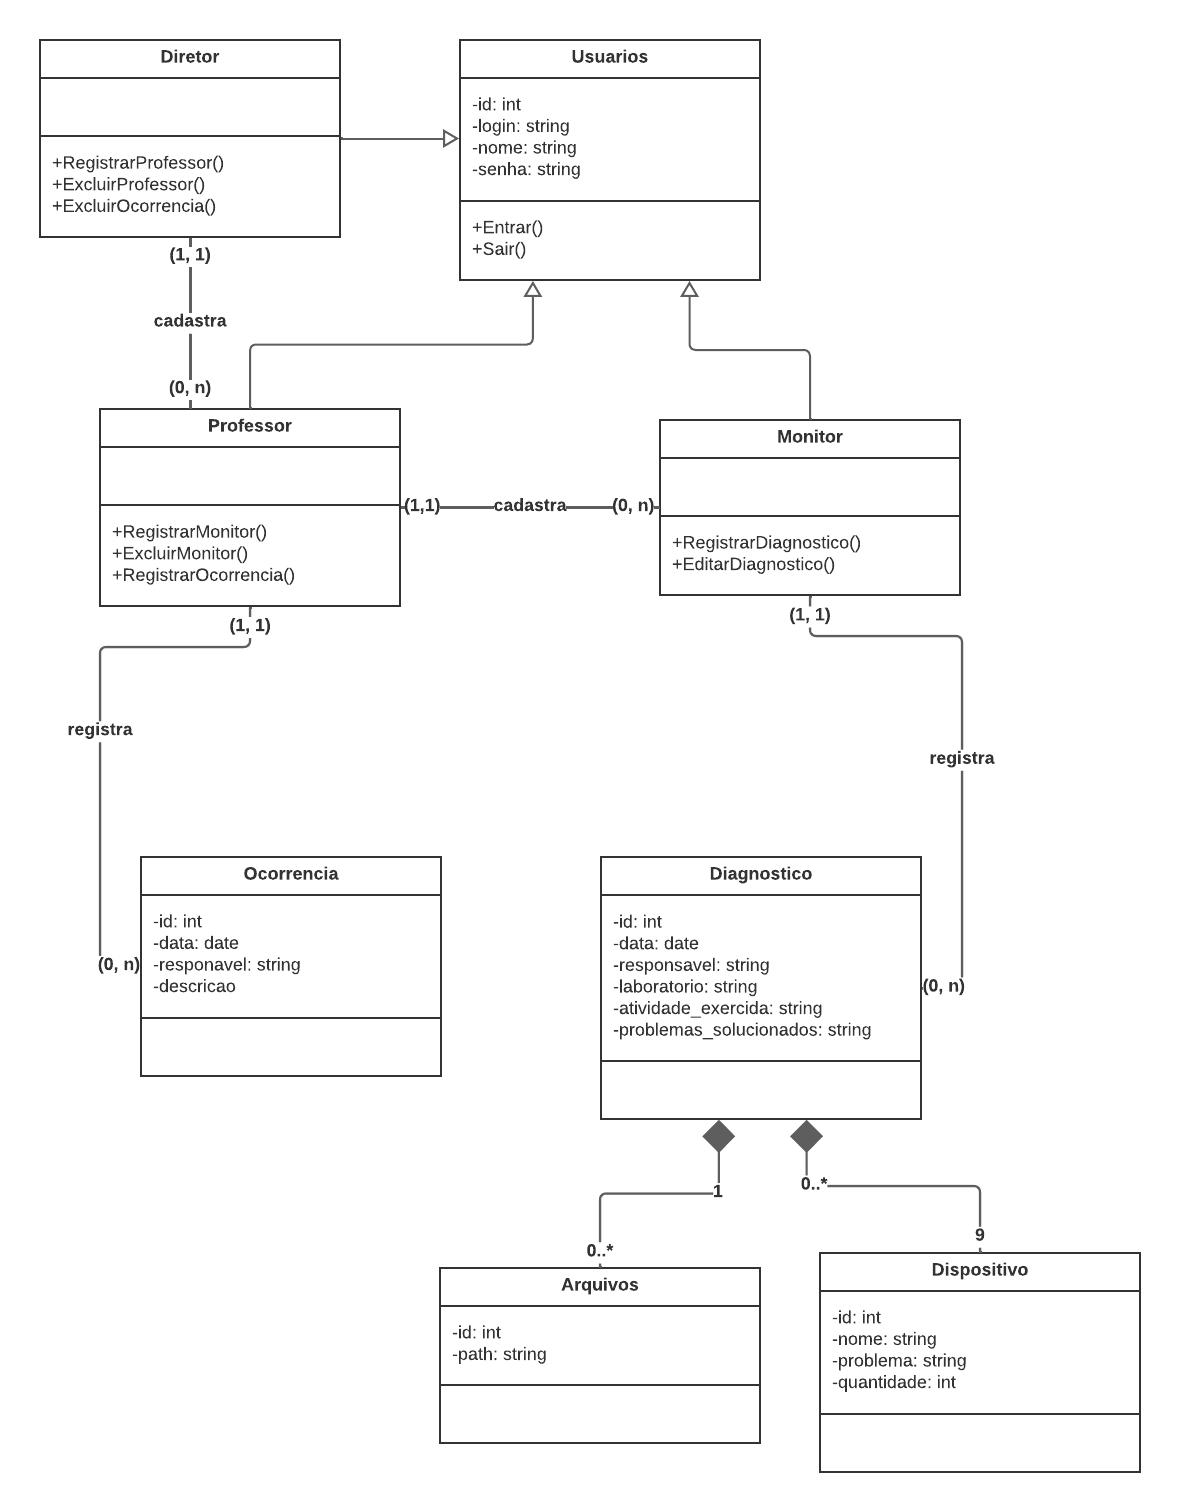 Diretor
+RegistrarProfessor()
+ExcluirProfessor()
+ExcluirOcorrencia()
Usuarios
-id: int
-login: string
-nome: string
-senha: string
+Entrar()
+Sair()
(1, 1)
cadastra
(0, n)
Professor
+RegistrarMonitor()
+ExcluirMonitor()
+RegistrarOcorrencia()
(1,1)
cadastra
(0, n)
Monitor
+RegistrarDiagnostico()
+EditarDiagnostico()
(1, 1)
registra
(0, n)
(1, 1)
registra
(0, n)
Ocorrencia
-id: int
-data: date
-responavel: string
-descricao
Diagnostico
-id: int
-data: date
-responsavel: string
-laboratorio: string
-atividade_exercida: string
-problemas_solucionados: string
1
0..*
0..*
9
Arquivos
-id: int
-path: string
Dispositivo
-id: int
-nome: string
-problema: string
-quantidade: int